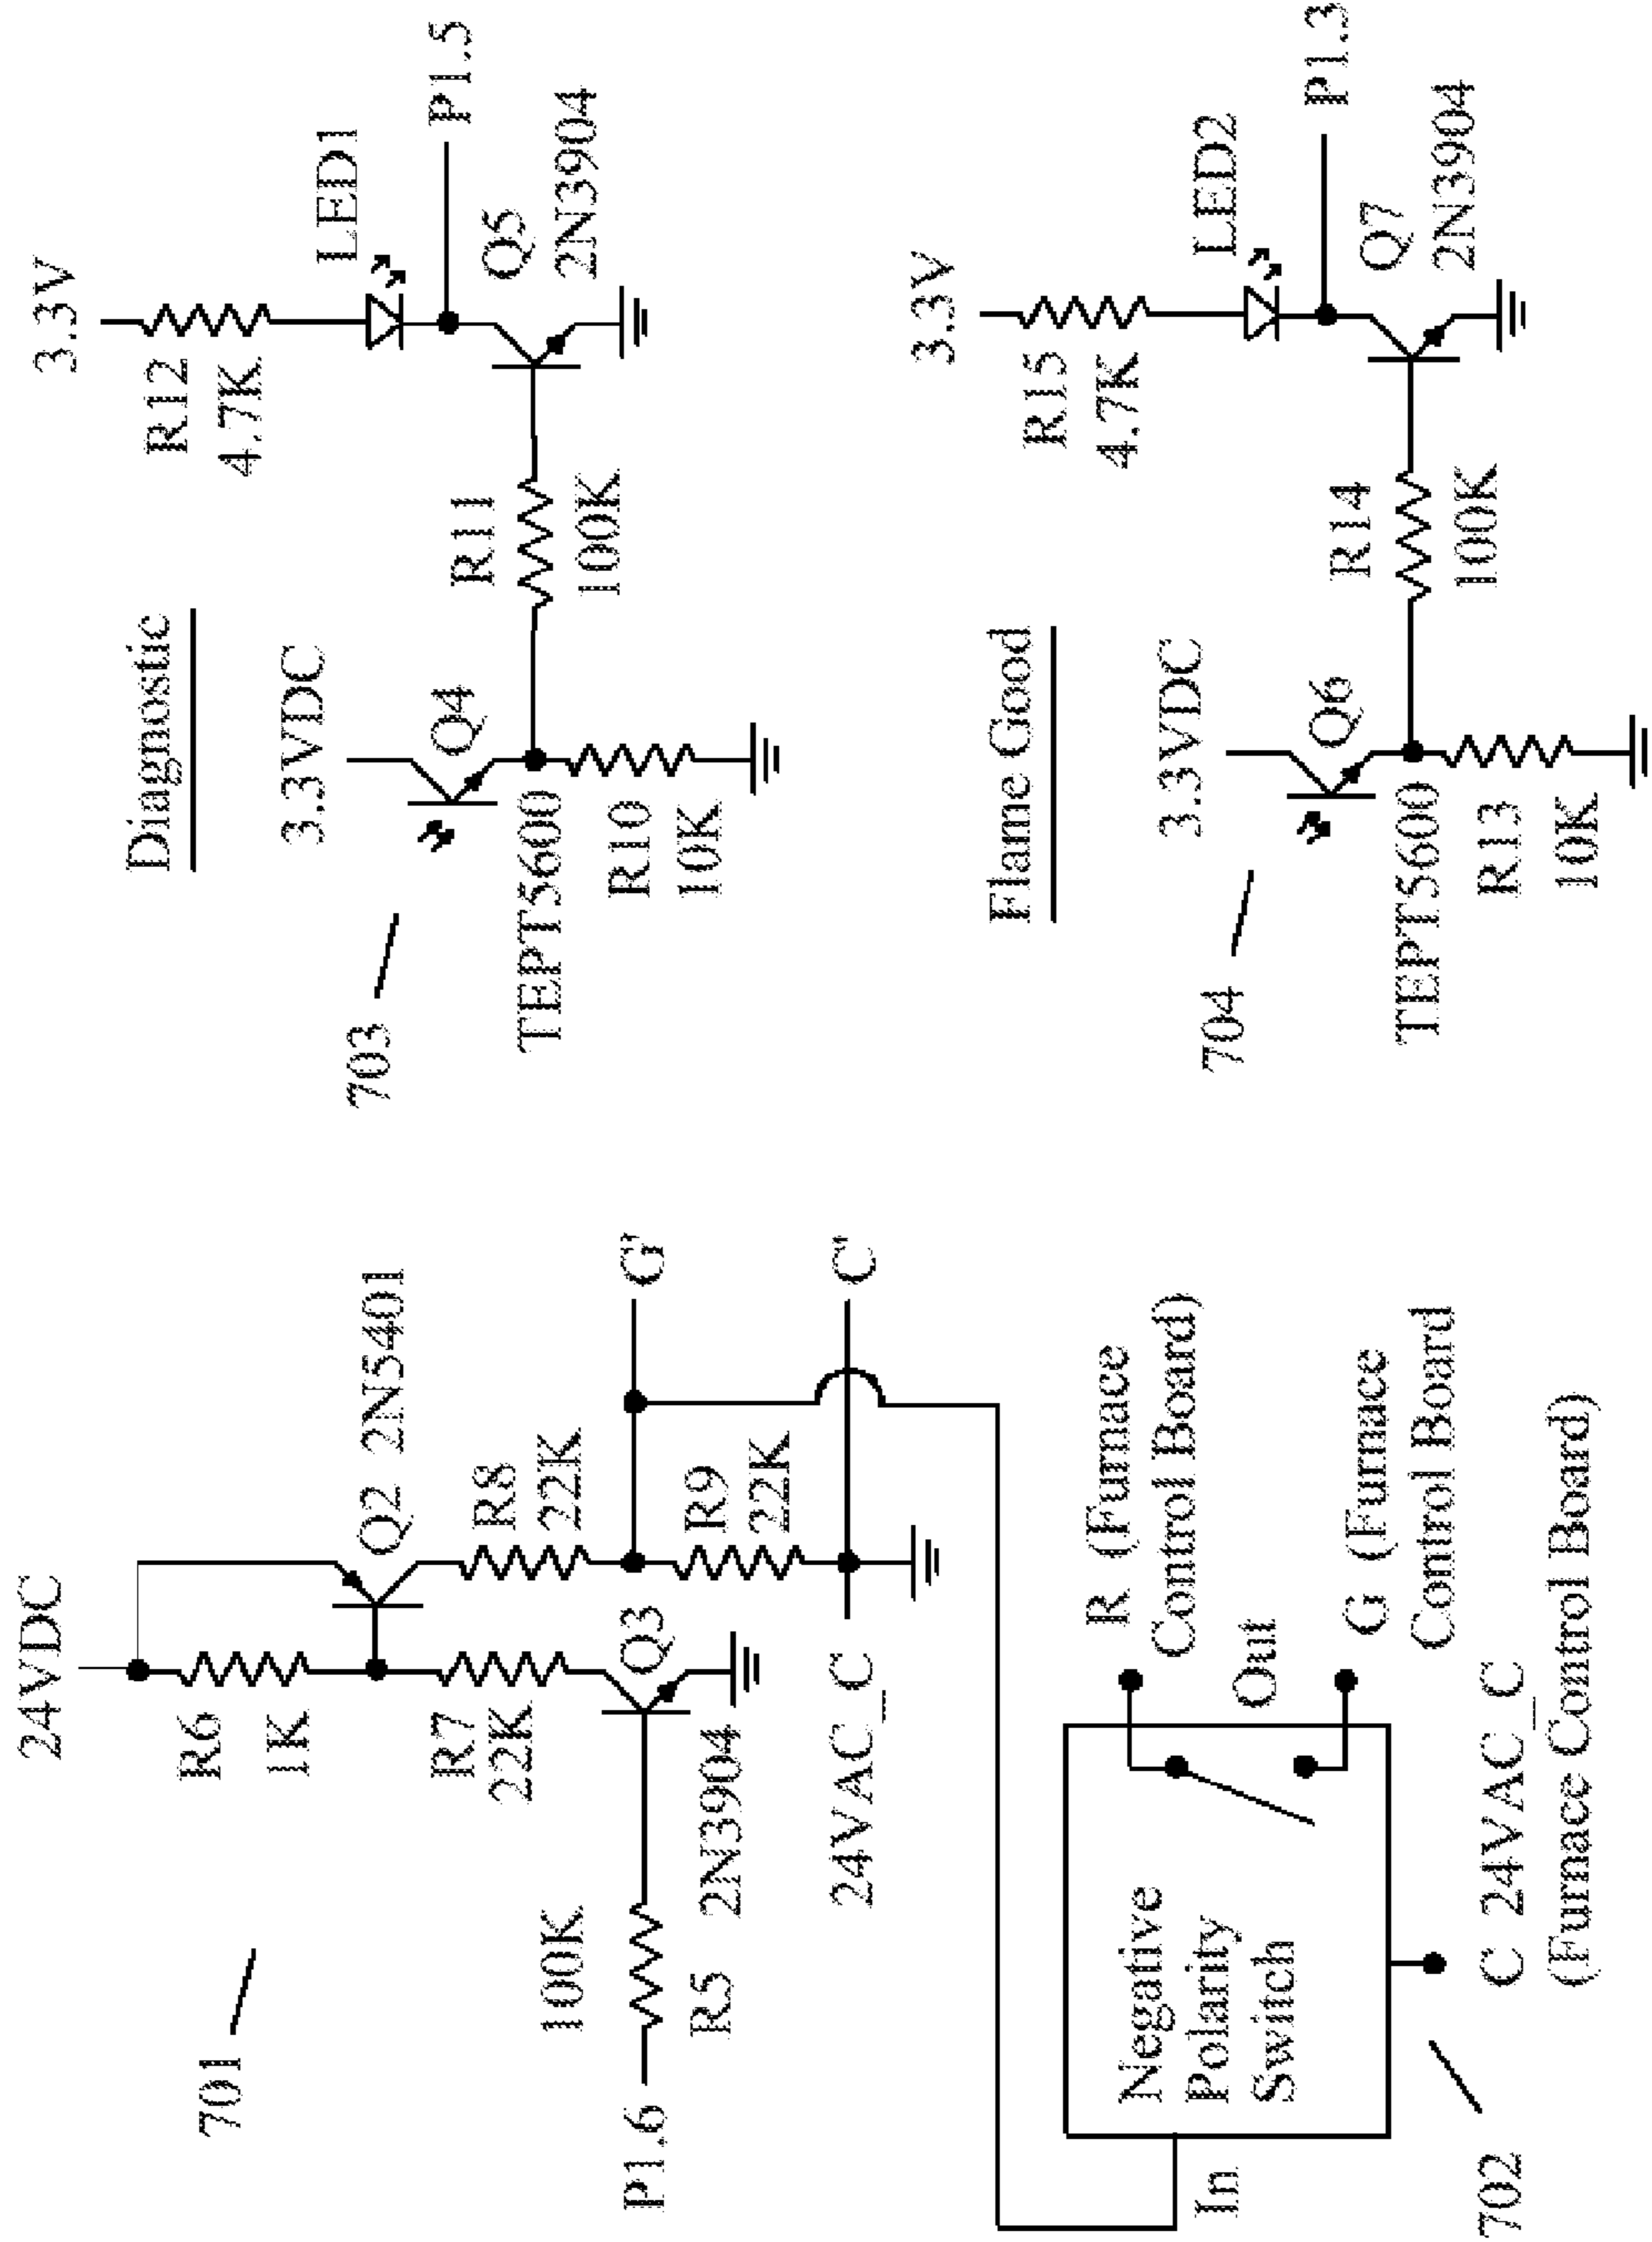 24VDC
701
R6
1K
Q2 2N5401
R7
22K
R8
22K
G'
100K
Q3
P1.6
R5
2N3904
R9
22K
24VAC_C
C'
Negative
Polarity
Switch
In
Out
R (Furnace
Control Board)
G (Furnace
Control Board
C 24VAC_C
(Furnace Control Board)
702
Diagnostic
703
3.3VDC
Q4
TEPT5600
R10
10K
R11
100K
3.3V
R12
4.7K
LED1
P1.5
Q5
2N3904
Flame Good
704
3.3VDC
Q6
TEPT5600
R13
10K
R14
100K
3.3V
R15
4.7K
LED2
P1.3
Q7
2N3904